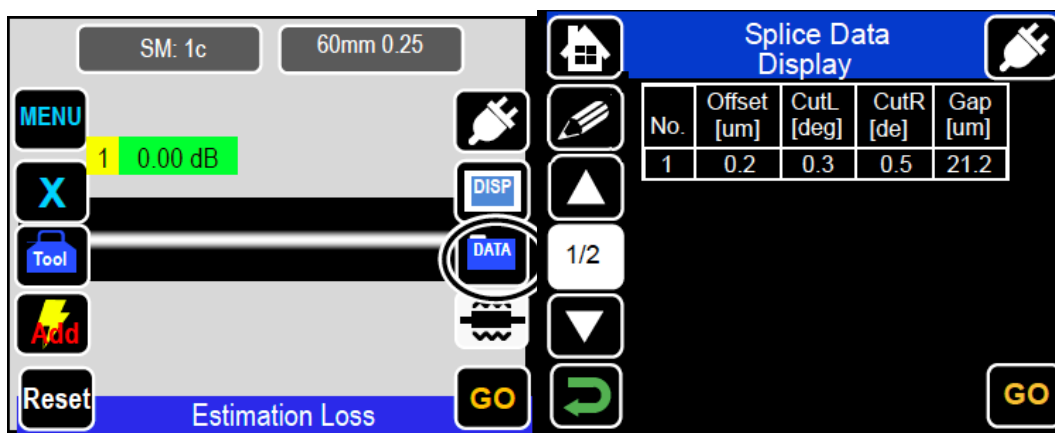 SM: 1c
60mm 0.25
MENU
1 0.00 dB
X
DISP
Tool
DATA
Add
Reset
Estimation Loss
GO
Splice Data
Display
No. Offset [um] CutL [deg] CutR [de] Gap [um]
1 0.2 0.3 0.5 21.2
1/2
GO